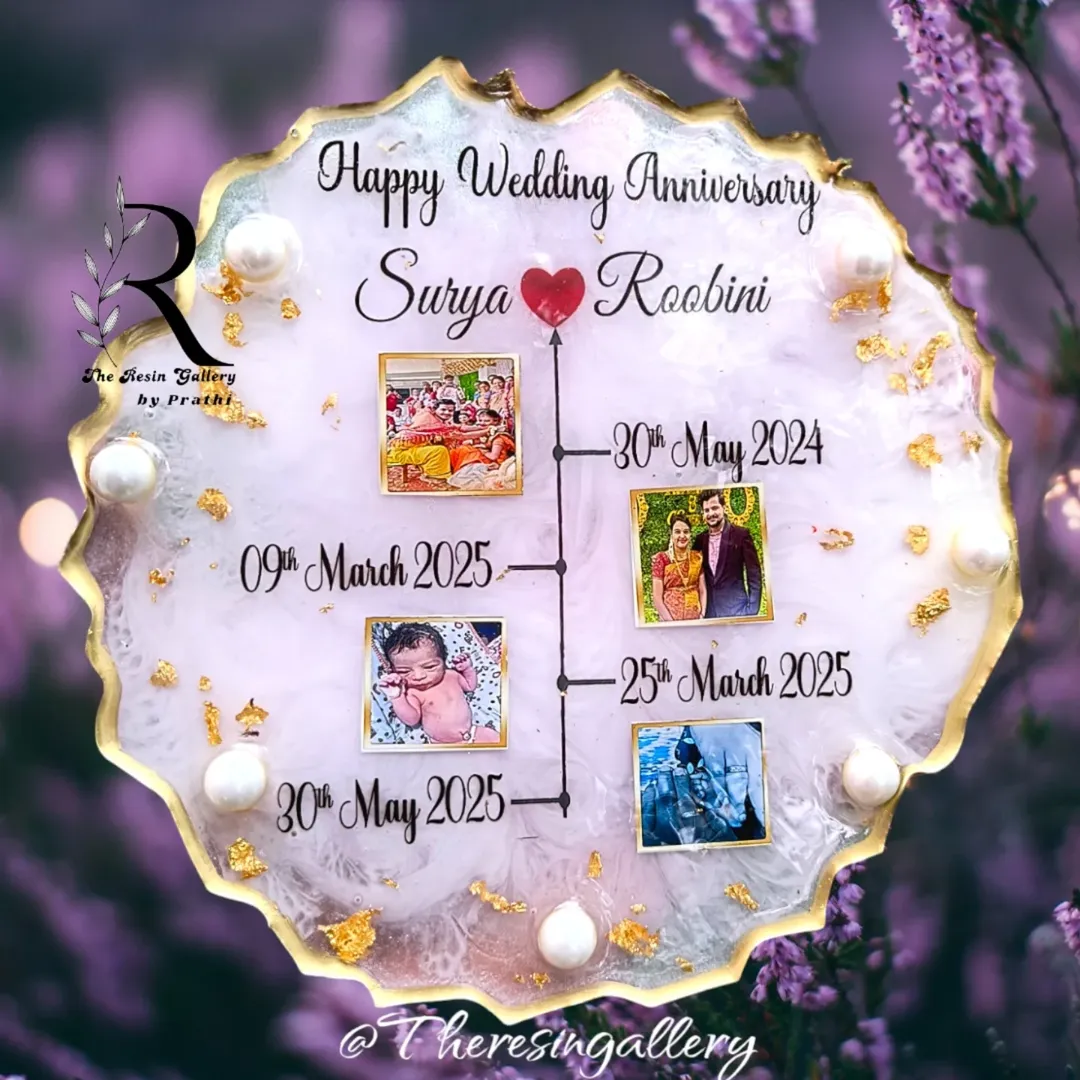 Happy Wedding Anniversary
Surya Roobini
R
The Resin Gallery
by Prathi
30th May 2024
09th March 2025
25th March 2025
30th May 2025
@Theresingallery